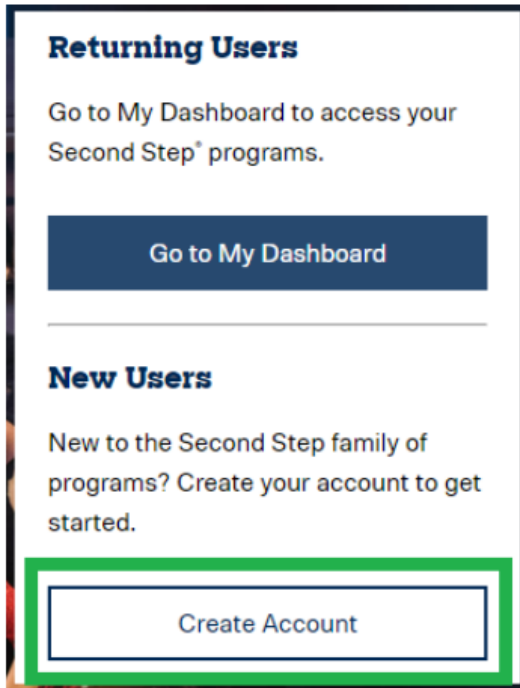 Returning Users
Go to My Dashboard to access your
Second Step® programs.
Go to My Dashboard
New Users
New to the Second Step family of
programs? Create your account to get
started.
Create Account